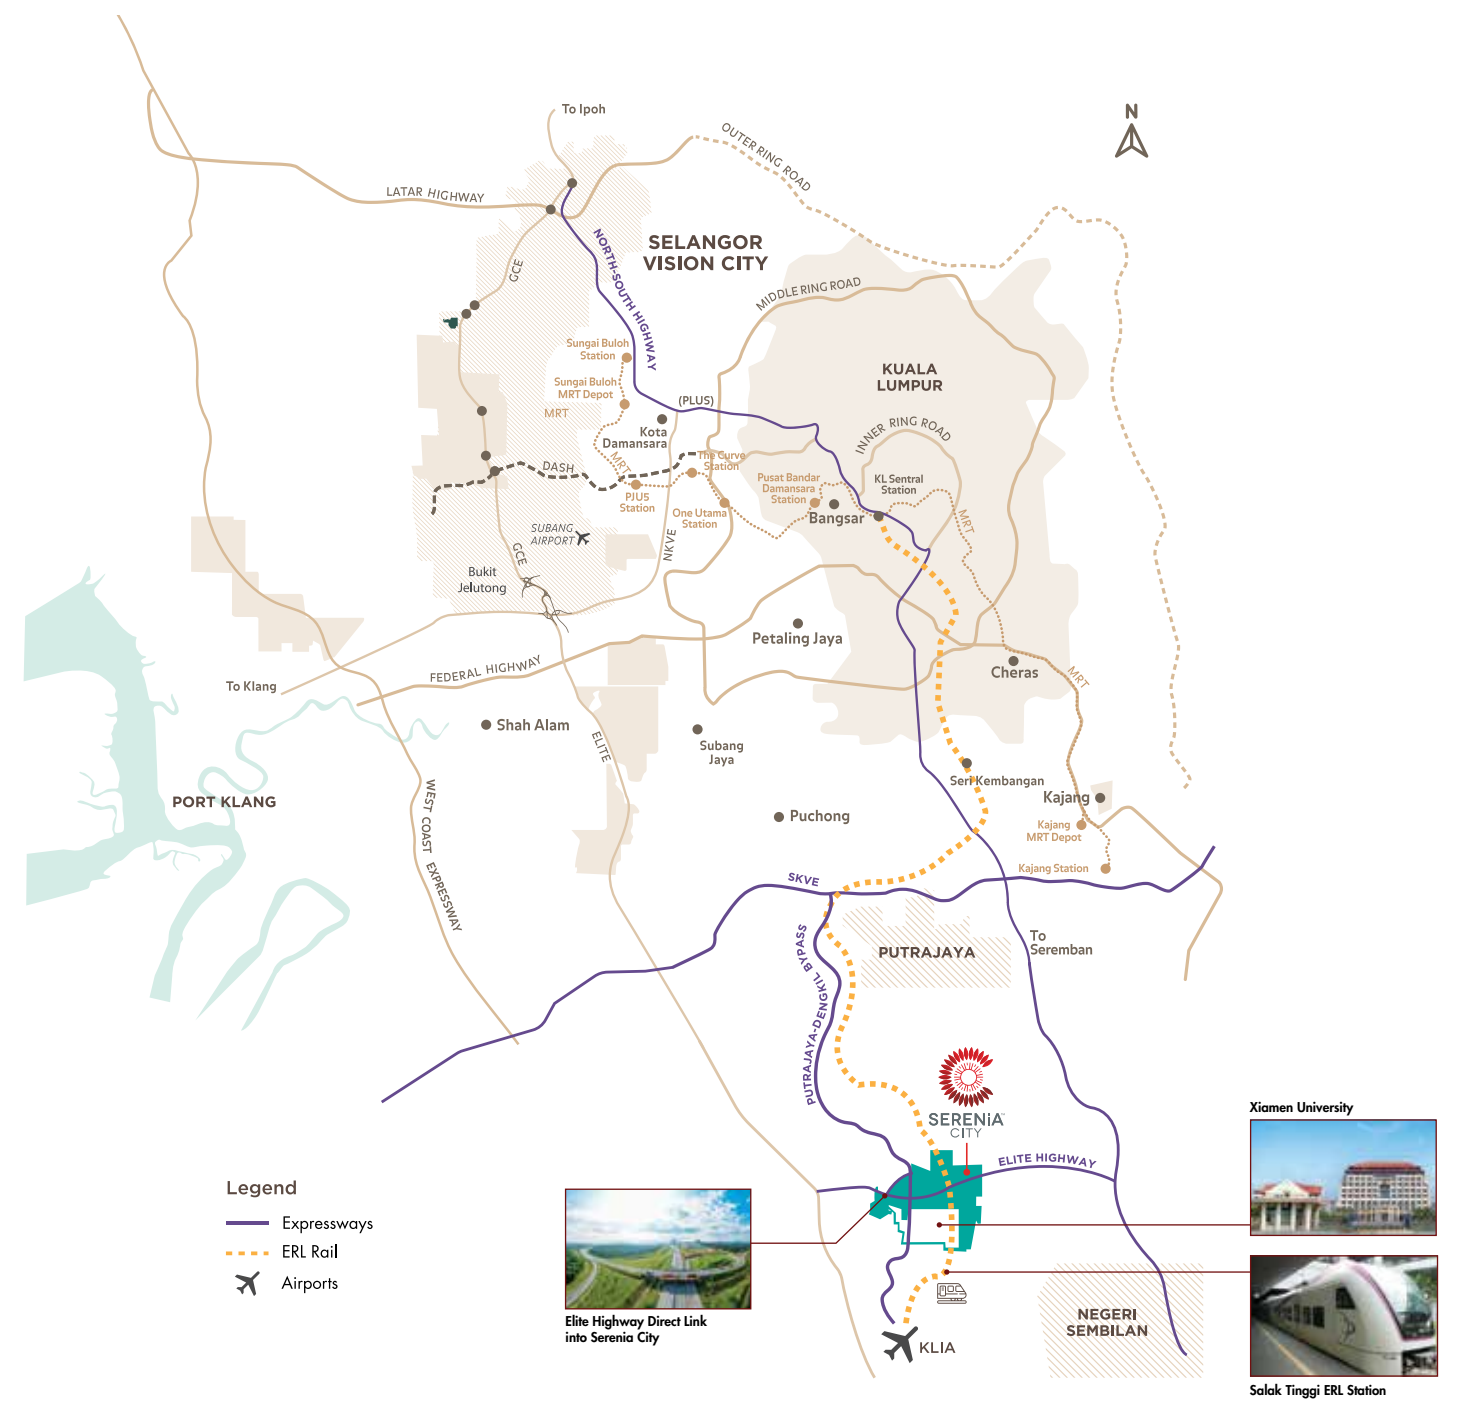 To Ipoh
N
OUTER RING ROAD
LATAR HIGHWAY
SELANGOR
VISION CITY
NORTH-SOUTH HIGHWAY
GCE
MIDDLE RING ROAD
Sungai Buloh
Station
KUALA
LUMPUR
Sungai Buloh
MRT Depot
MRT
(PLUS)
Kota
Damansara
INNER RING ROAD
MRT
The Curve
Station
DASH
Pusat Bandar
Damansara
Station
KL Sentral
Station
PJU5
Station
One Utama
Station
Bangsar
MRT
SUBANG
AIRPORT
NKVE
GCE
Bukit
Jelutong
Petaling Jaya
FEDERAL HIGHWAY
Cheras
MRT
To Klang
Shah Alam
ELITE
Subang
Jaya
Seri Kembangan
PORT KLANG
WEST COAST EXPRESSWAY
Kajang
Puchong
Kajang
MRT Depot
Kajang Station
SKVE
PUTRAJAYA-DENGKIL BYPASS
PUTRAJAYA
To
Seremban
SERENiA™
CITY
Xiamen University
ELITE HIGHWAY
Legend
Expressways
ERL Rail
Airports
Elite Highway Direct Link
into Serenia City
NEGERI
SEMBILAN
KLIA
Salak Tinggi ERL Station